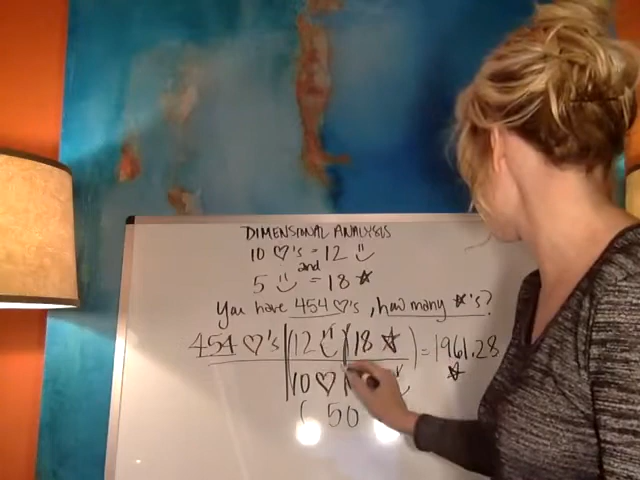 DIMENSIONAL ANALYSIS
10 ♡'s = 12 ☺
and
5 ☺ = 18 ★
You have 454 ♡'s, how many ★'s?
454 ♡'s | 12 ☺ | 18 ★ ) = 1961.28
10 ♡ ★
( 50